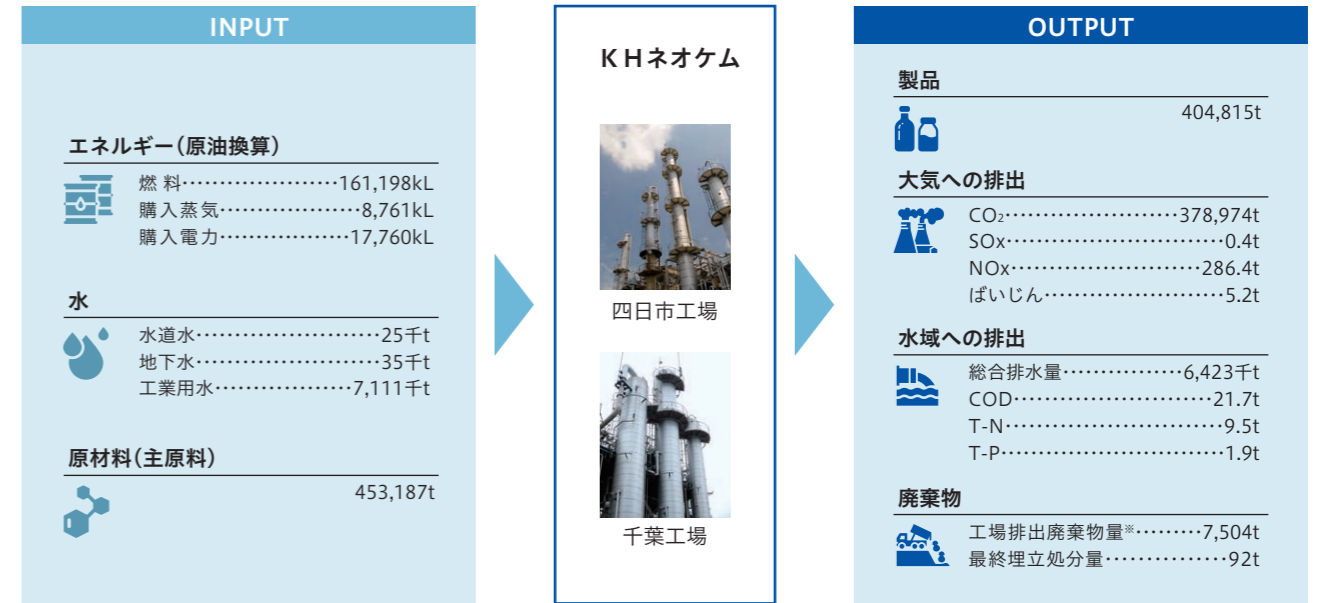 INPUT
エネルギー（原油換算）
燃料…………………161,198kL
購入蒸気………………8,761kL
購入電力………………17,760kL
水
水道水……………………25千t
地下水……………………35千t
工業用水………………7,111千t
原材料（主原料）
453,187t
KHネオケム
四日市工場
千葉工場
OUTPUT
製品
404,815t
大気への排出
CO₂……………………378,974t
SOx…………………………0.4t
NOx………………………286.4t
ばいじん……………………5.2t
水域への排出
総合排水量……………6,423千t
COD………………………21.7t
T-N…………………………9.5t
T-P…………………………1.9t
廃棄物
工場排出廃棄物量※………7,504t
最終埋立処分量……………92t